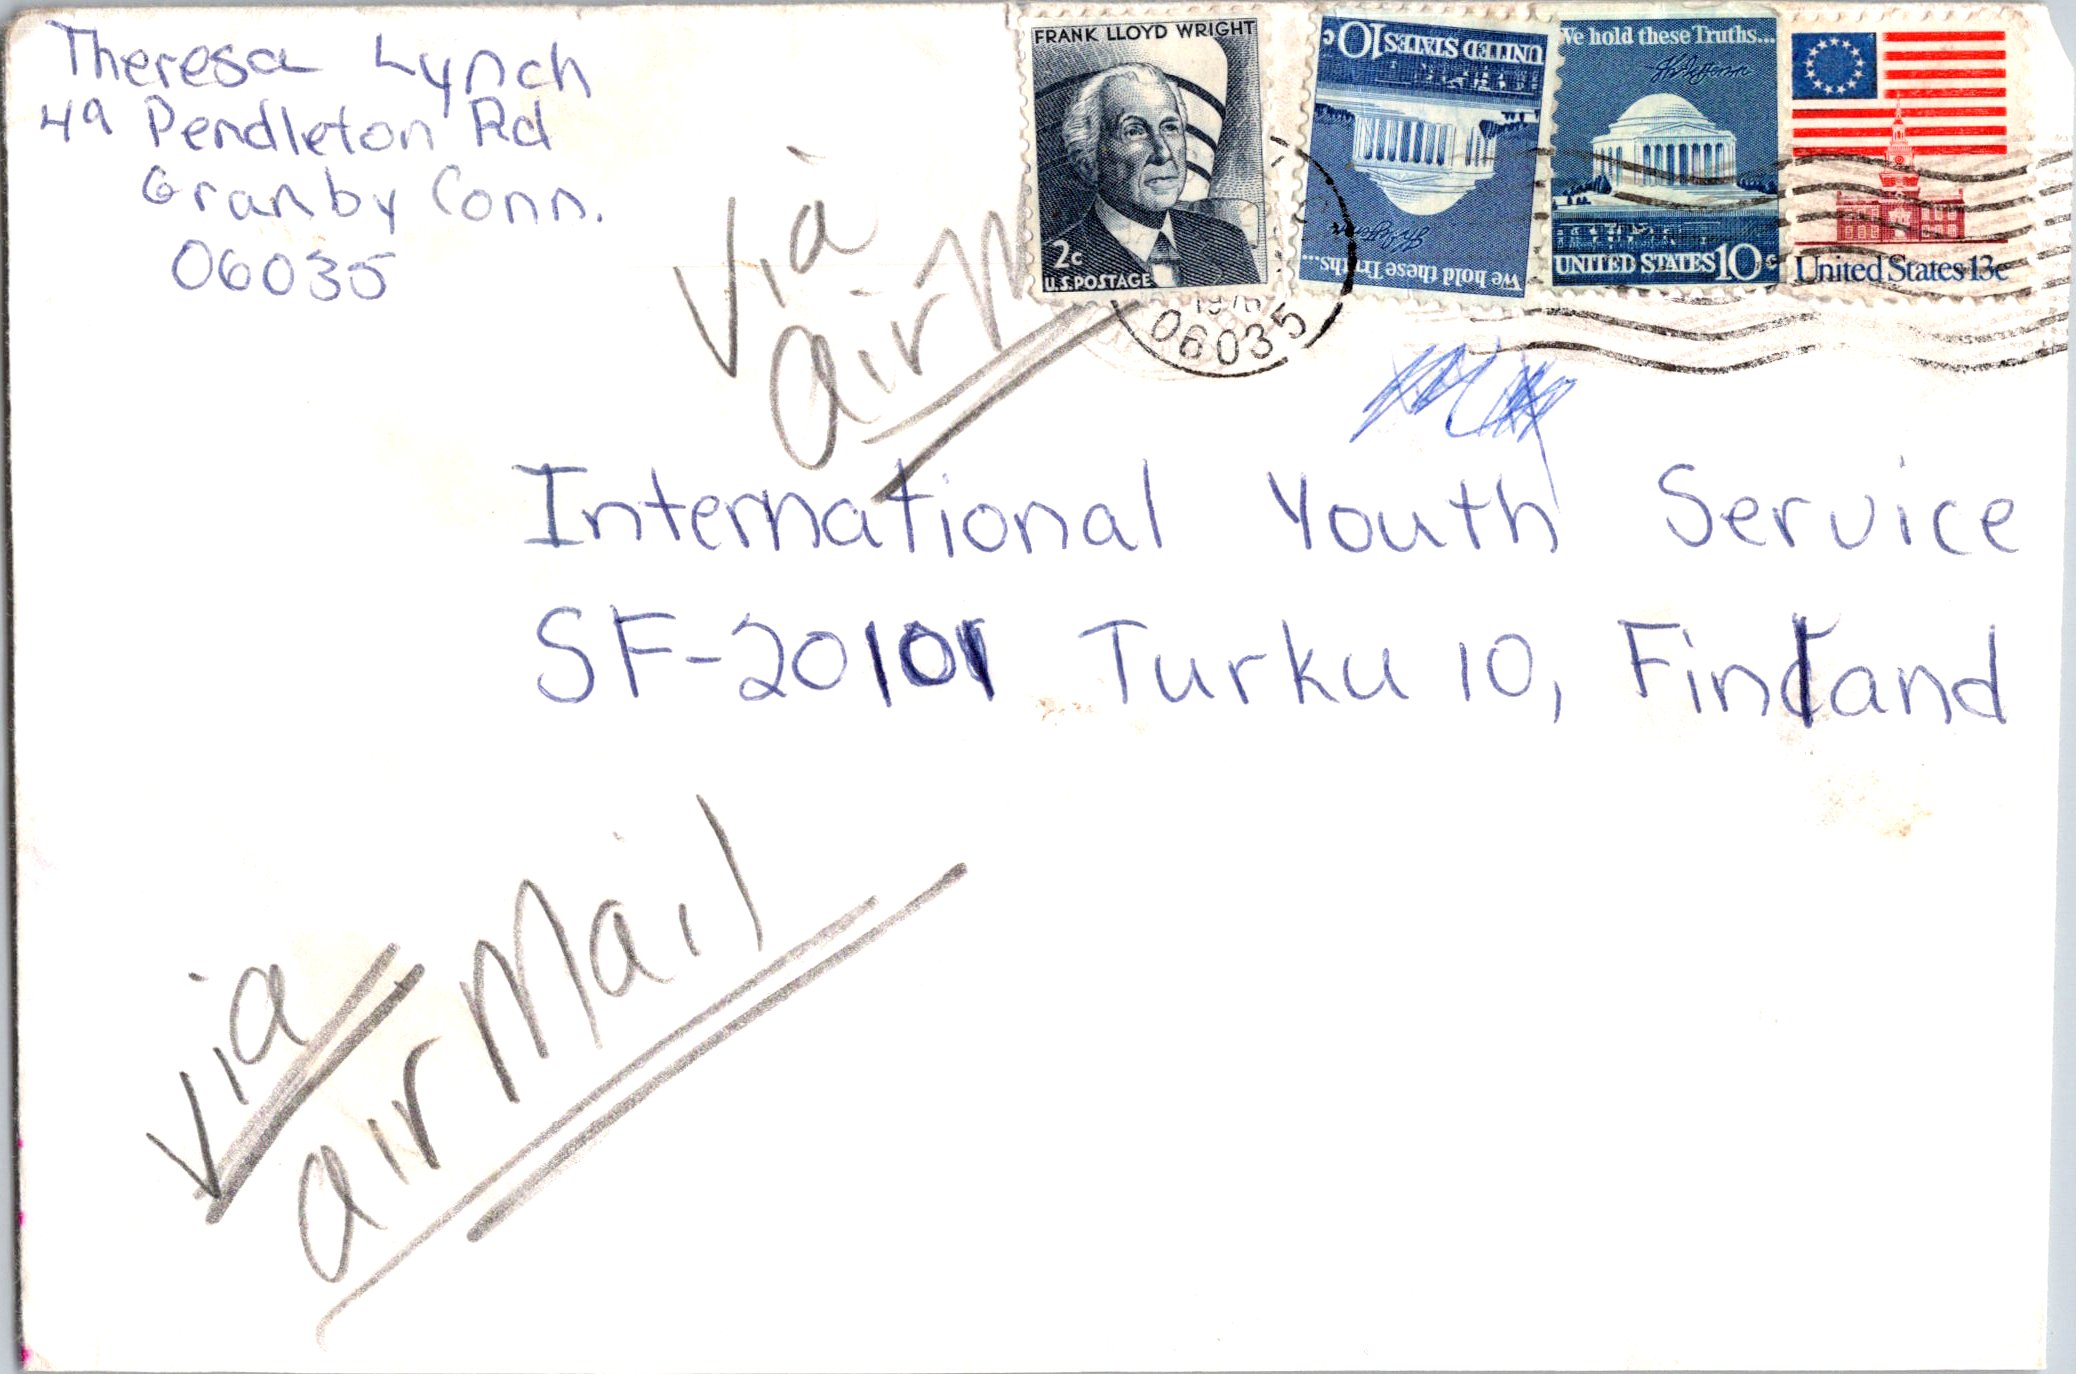 Theresa Lynch
49 Pendleton Rd
Granby Conn.
06035
via
airm
FRANK LLOYD WRIGHT
2c
U.S. POSTAGE
We hold these Truths...
UNITED STATES 10c
We hold these Truths...
UNITED STATES 10c
United States 13c
06035
International Youth Service
SF-20101 Turku 10, Finland
via
air Mail